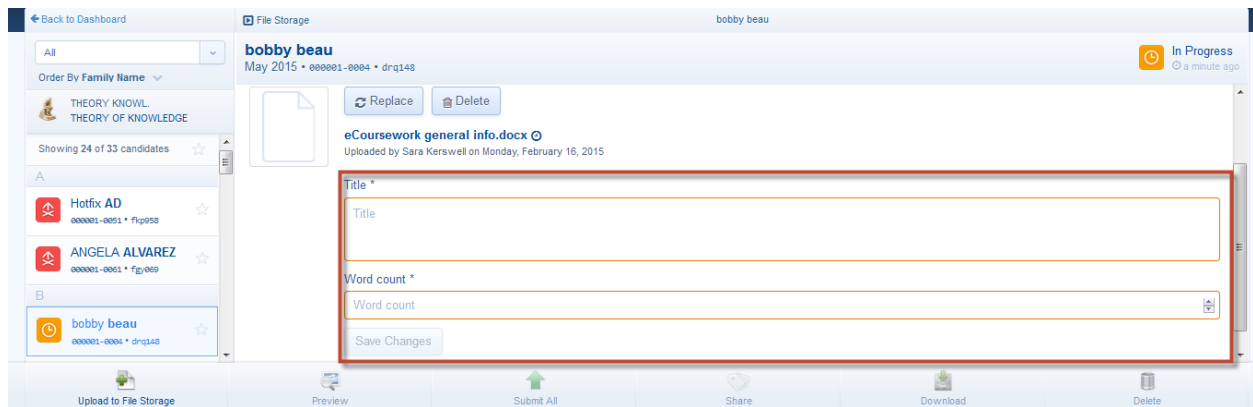 Back to Dashboard
File Storage
bobby beau
All
Order By Family Name
THEORY KNOWL.
THEORY OF KNOWLEDGE
Showing 24 of 33 candidates
A
Hotfix AD
000001-0051 • fkp958
ANGELA ALVAREZ
000001-0061 • fgy069
B
bobby beau
000001-0004 • drq148
bobby beau
May 2015 • 000001-0004 • drq148
In Progress
a minute ago
Replace
Delete
eCoursework general info.docx
Uploaded by Sara Kerswell on Monday, February 16, 2015
Title *
Title
Word count *
Word count
Save Changes
Upload to File Storage
Preview
Submit All
Share
Download
Delete